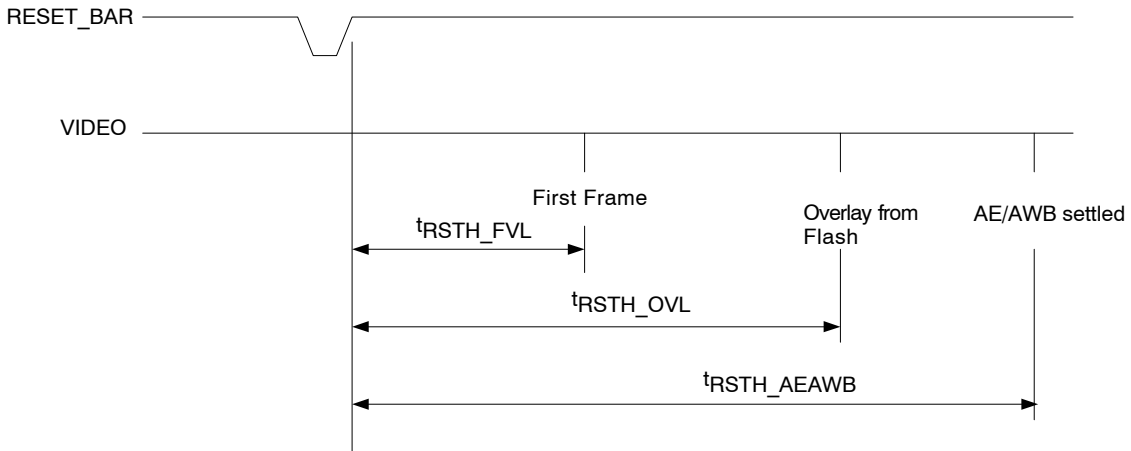 RESET_BAR
VIDEO
First Frame
Overlay from
Flash
AE/AWB settled
tRSTH_FVL
tRSTH_OVL
tRSTH_AEAWB